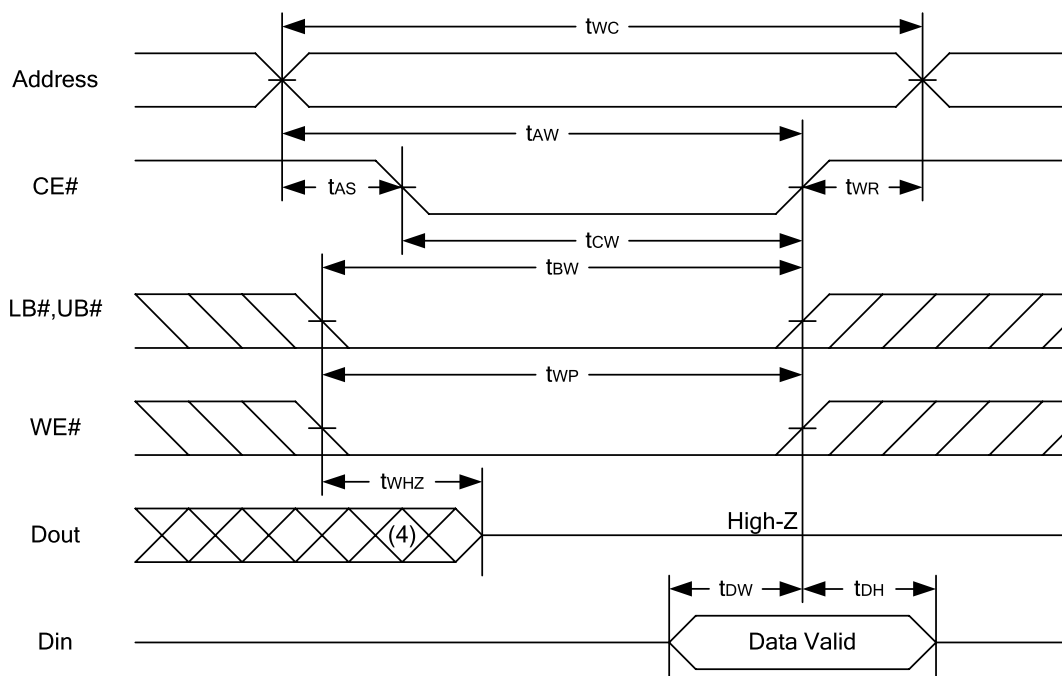 tWC
Address
tAW
CE#
tAS
tWR
tCW
tBW
LB#,UB#
tWP
WE#
tWHZ
Dout
(4)
High-Z
tDW
tDH
Din
Data Valid